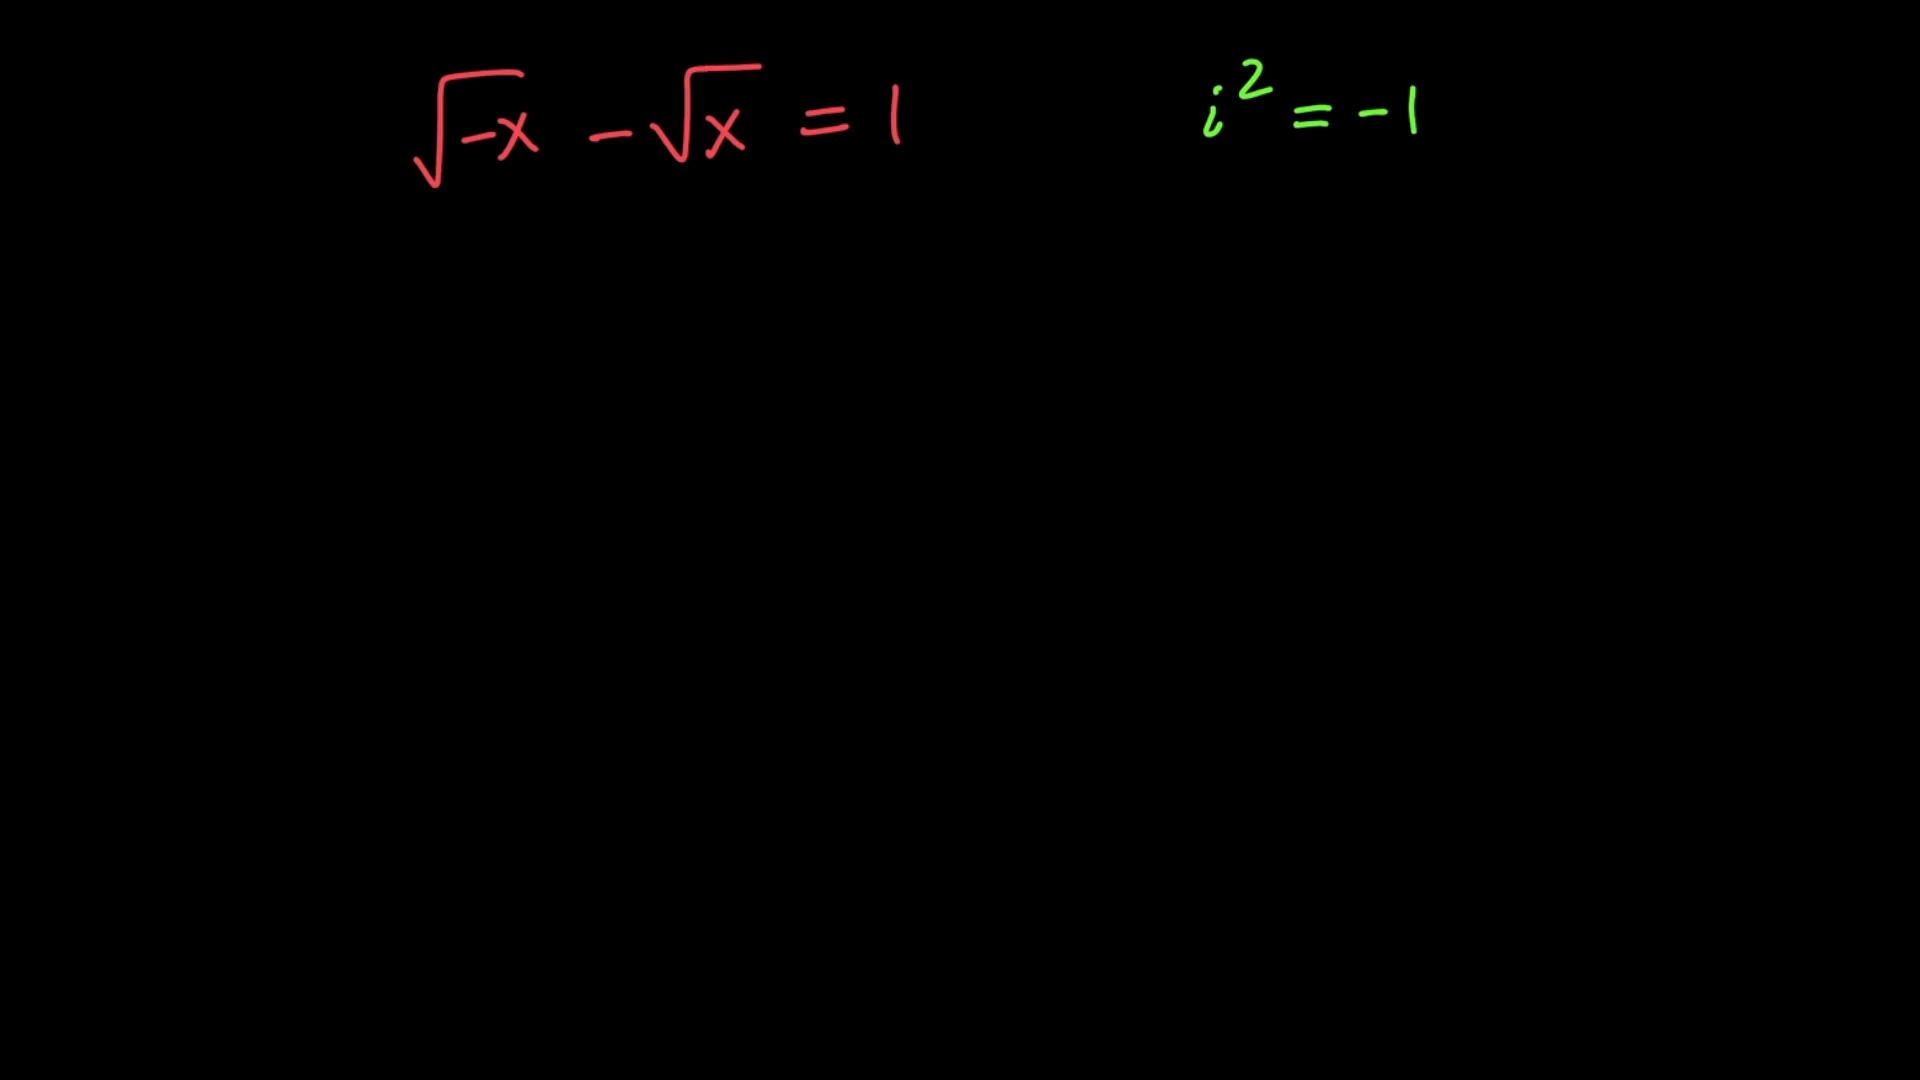 √-x - √x = 1    i² = -1